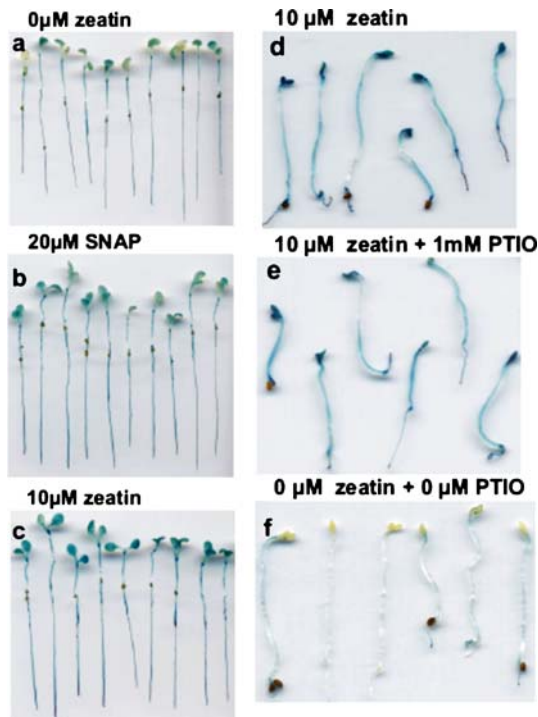 0µM zeatin
a
20µM SNAP
b
10µM zeatin
c
10 µM zeatin
d
10 µM zeatin + 1mM PTIO
e
0 µM zeatin + 0 µM PTIO
f